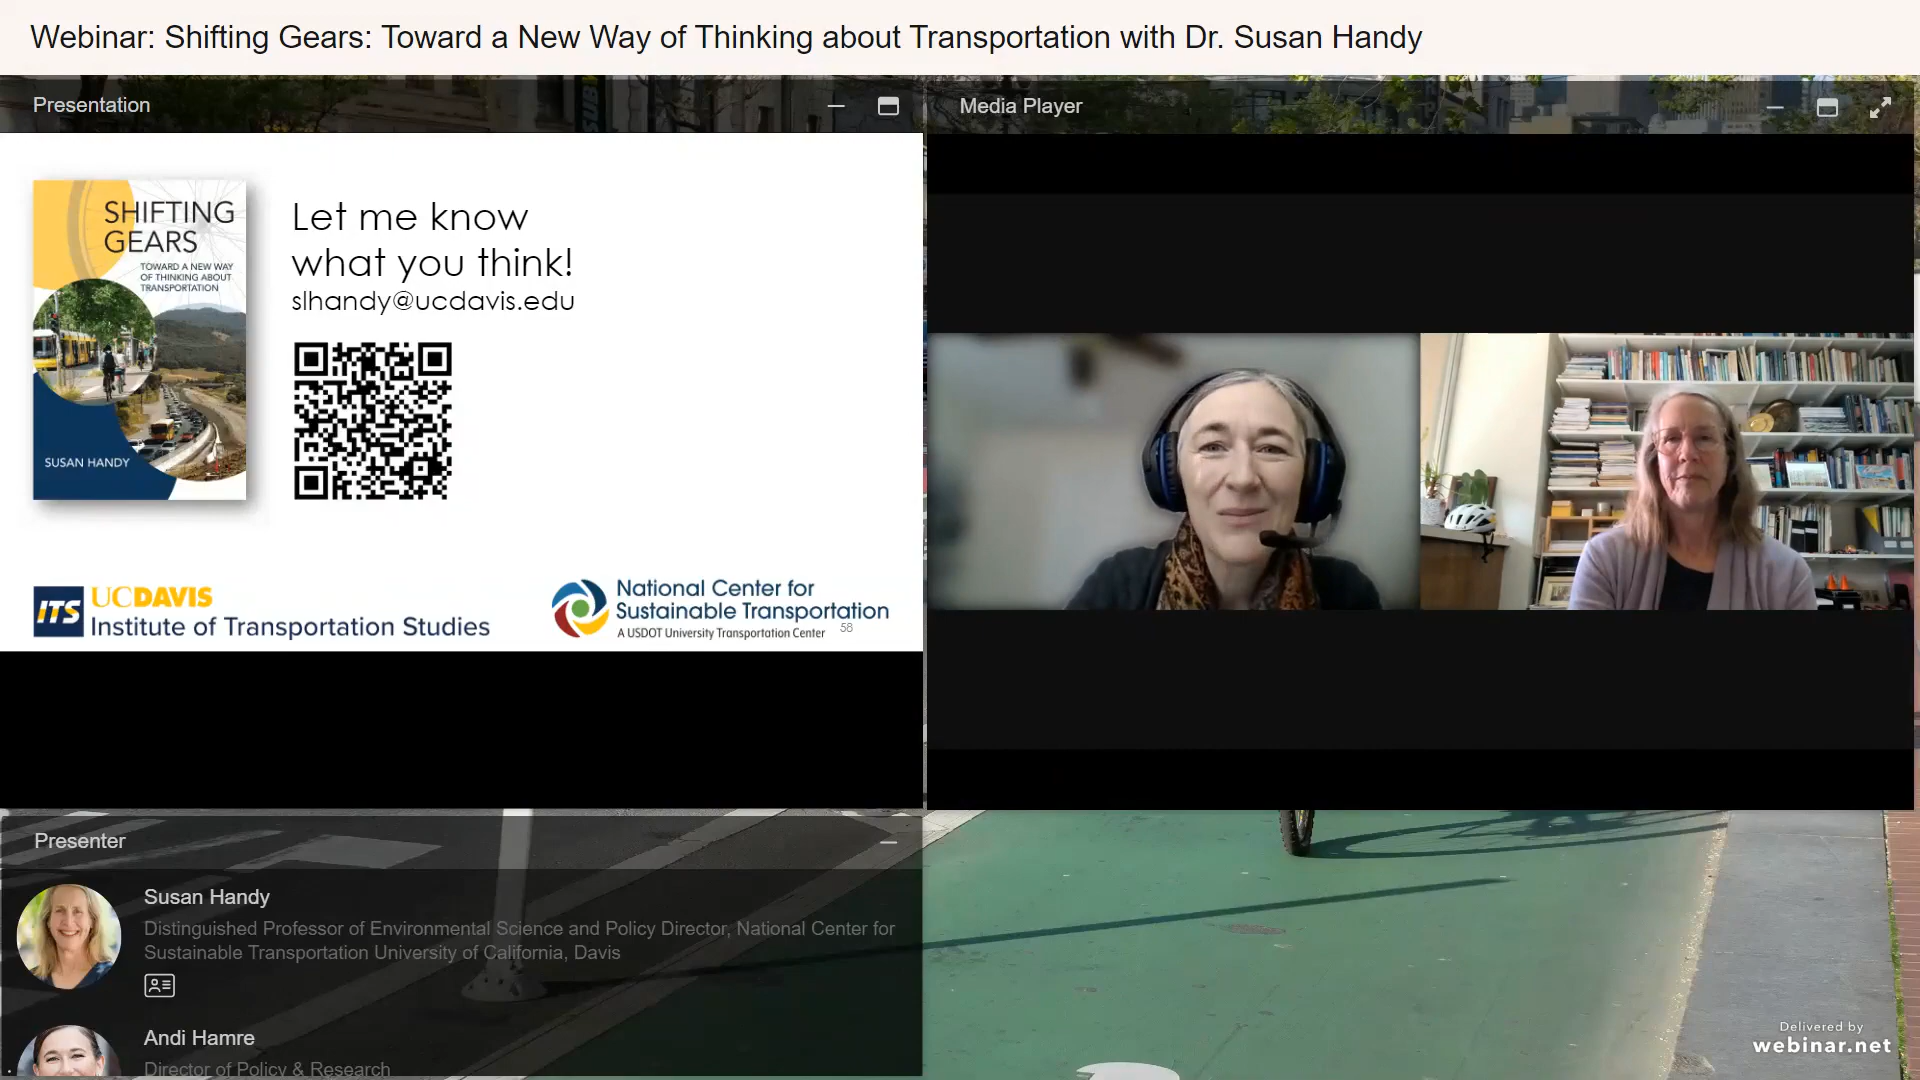 Webinar: Shifting Gears: Toward a New Way of Thinking about Transportation with Dr. Susan Handy
Presentation
Media Player
SHIFTING
GEARS
TOWARD A NEW WAY
OF THINKING ABOUT
TRANSPORTATION
SUSAN HANDY
Let me know
what you think!
slhandy@ucdavis.edu
ITS
UCDAVIS
Institute of Transportation Studies
National Center for
Sustainable Transportation
A USDOT University Transportation Center
58
Presenter
Susan Handy
Distinguished Professor of Environmental Science and Policy Director, National Center for
Sustainable Transportation University of California, Davis
Andi Hamre
Director of Policy & Research
Delivered by
webinar.net